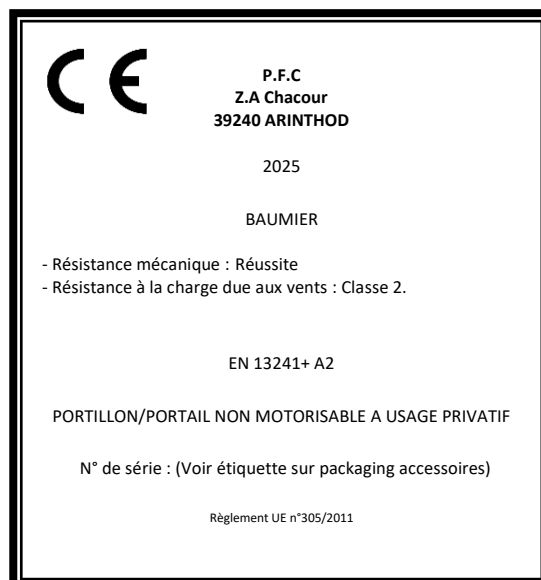 CE
P.F.C
Z.A Chacour
39240 ARINTHOD
2025
BAUMIER
- Résistance mécanique : Réussite
- Résistance à la charge due aux vents : Classe 2.
EN 13241+ A2
PORTILLON/PORTAIL NON MOTORISABLE A USAGE PRIVATIF
N° de série : (Voir étiquette sur packaging accessoires)
Règlement UE n°305/2011